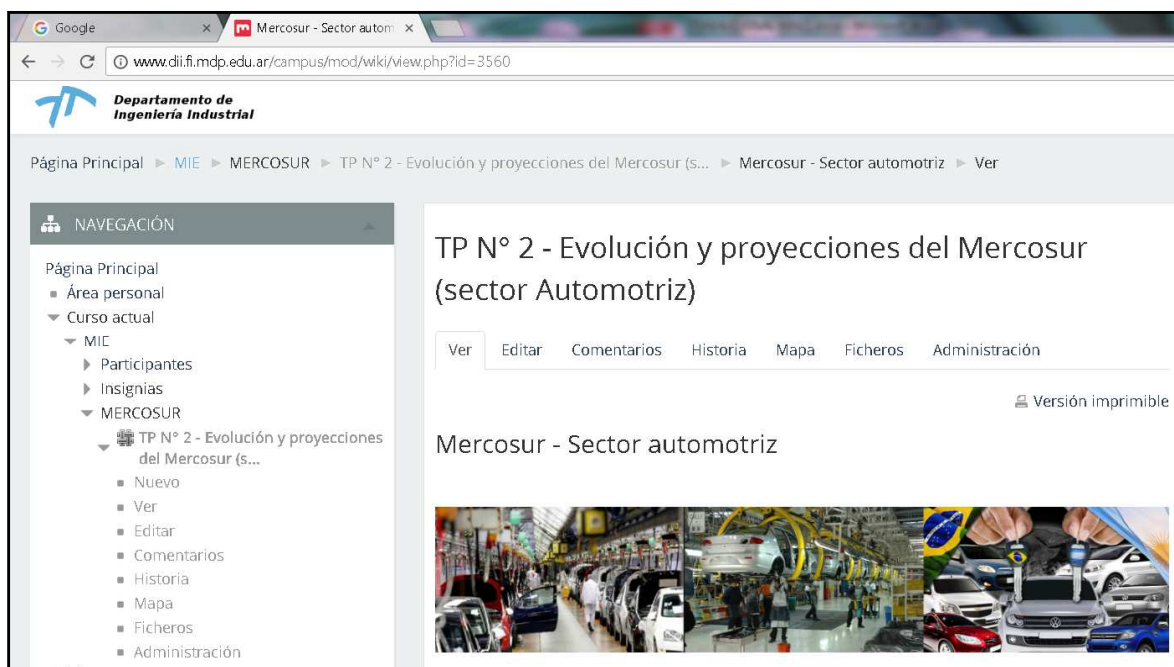 Google
Mercosur - Sector autom
www.dii.fi.mdp.edu.ar/campus/mod/wiki/view.php?id=3560
Departamento de
Ingeniería Industrial
Página Principal ▶ MIE ▶ MERCOSUR ▶ TP N° 2 - Evolución y proyecciones del Mercosur (s... ▶ Mercosur - Sector automotriz ▶ Ver
NAVEGACIÓN
Página Principal
Área personal
Curso actual
MIE
Participantes
Insignias
MERCOSUR
TP N° 2 - Evolución y proyecciones
del Mercosur (s...
Nuevo
Ver
Editar
Comentarios
Historia
Mapa
Ficheros
Administración
TP N° 2 - Evolución y proyecciones del Mercosur
(sector Automotriz)
Ver Editar Comentarios Historia Mapa Ficheros Administración
Versión imprimible
Mercosur - Sector automotriz